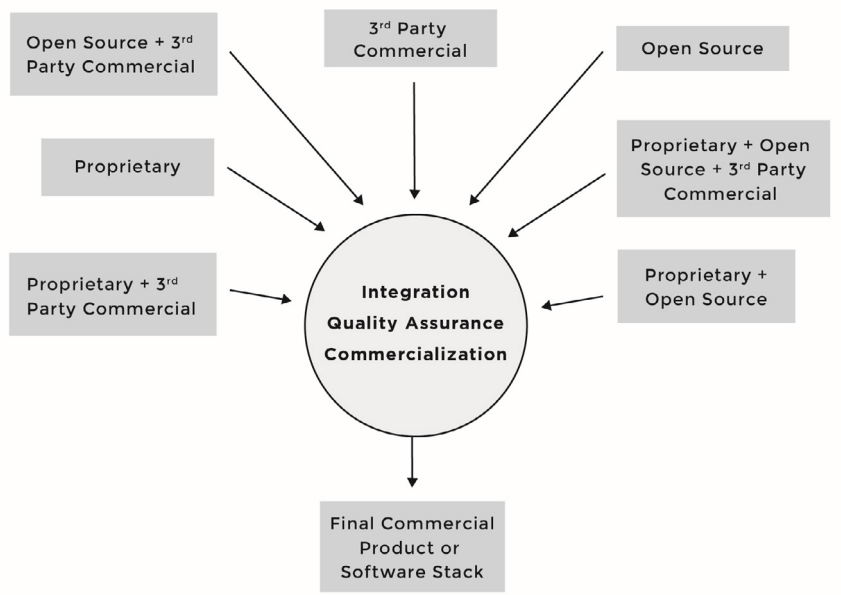 Open Source + 3rd
Party Commercial
3rd Party
Commercial
Open Source
Proprietary
Proprietary + Open
Source + 3rd Party
Commercial
Proprietary + 3rd
Party Commercial
Proprietary +
Open Source
Integration
Quality Assurance
Commercialization
Final Commercial
Product or
Software Stack